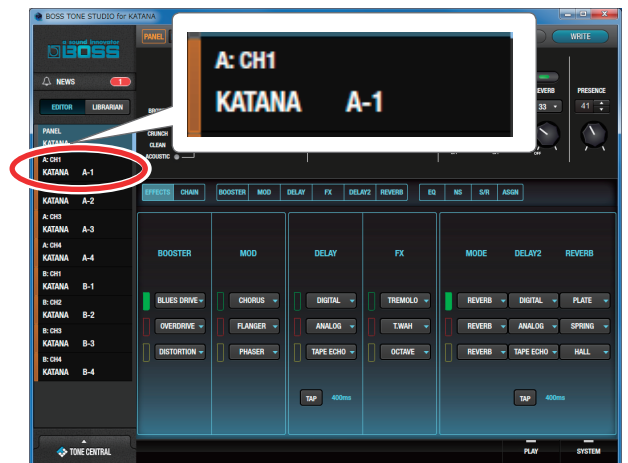 BOSS TONE STUDIO for KATANA
a sound innovator
BOSS
PANEL
WRITE
NEWS
1
EDITOR LIBRARIAN
A: CH1
KATANA A-1
PRESENCE
33
41
CRUNCH
CLEAN
ACOUSTIC
PANEL
KATANA
A: CH1
KATANA A-1
KATANA A-2
A: CH3
KATANA A-3
A: CH4
KATANA A-4
B: CH1
KATANA B-1
B: CH2
KATANA B-2
B: CH3
KATANA B-3
B: CH4
KATANA B-4
TONE CENTRAL
EFFECTS CHAIN BOOSTER MOD DELAY FX DELAY2 REVERB EQ NS S/R ASGN
BOOSTER MOD DELAY FX MODE DELAY2 REVERB
BLUES DRIVE CHORUS DIGITAL TREMOLO REVERB DIGITAL PLATE
OVERDRIVE FLANGER ANALOG T.WAH REVERB ANALOG SPRING
DISTORTION PHASER TAPE ECHO OCTAVE REVERB TAPE ECHO HALL
TAP 400ms TAP 400ms
PLAY SYSTEM